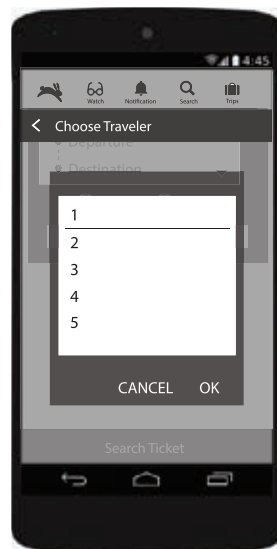 4:45
Watch Notification Search Trips
< Choose Traveler
Departure
Destination
1
2
3
4
5
CANCEL OK
Search Ticket